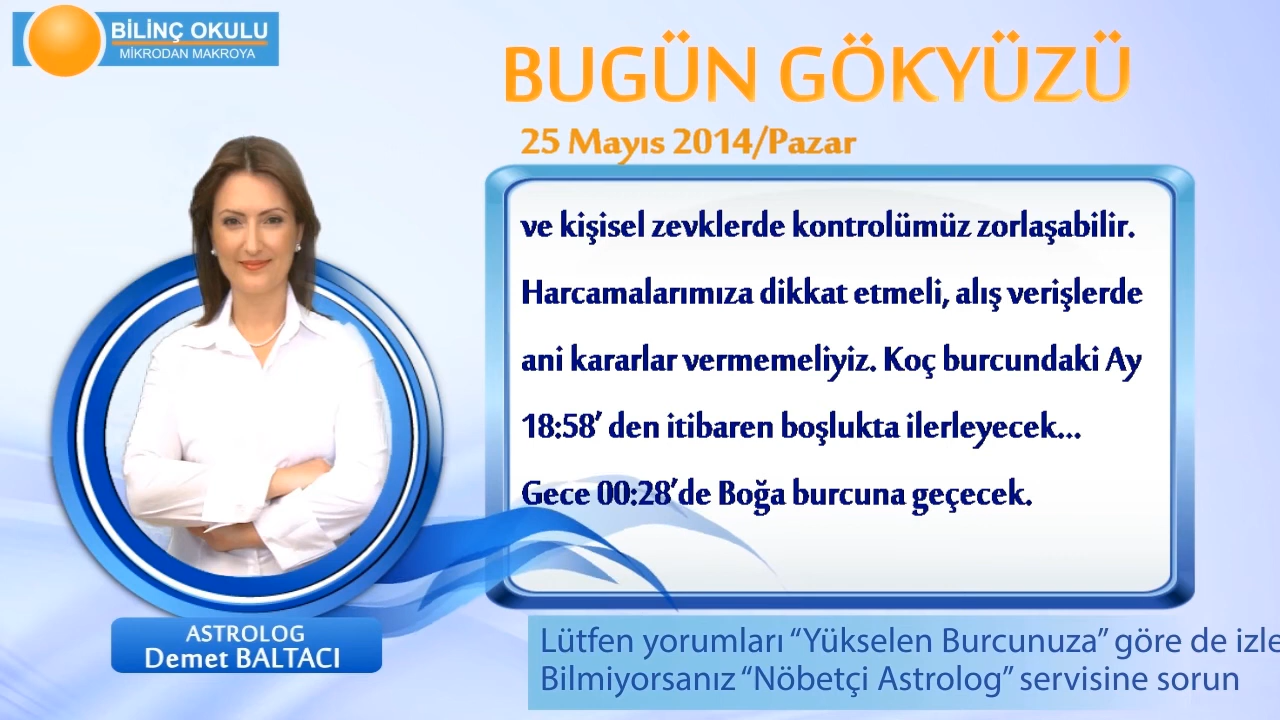 BİLİNÇ OKULU
MİKRODAN MAKROYA
BUGÜN GÖKYÜZÜ
25 Mayıs 2014/Pazar
ve kişisel zevklerde kontrolümüz zorlaşabilir.
Harcamalarımıza dikkat etmeli, alış verişlerde
ani kararlar vermemeliyiz. Koç burcundaki Ay
18:58’ den itibaren boşlukta ilerleyecek...
Gece 00:28’de Boğa burcuna geçecek.
ASTROLOG
Demet BALTACI
Lütfen yorumları “Yükselen Burcunuza” göre de izle
Bilmiyorsanız “Nöbetçi Astrolog” servisine sorun